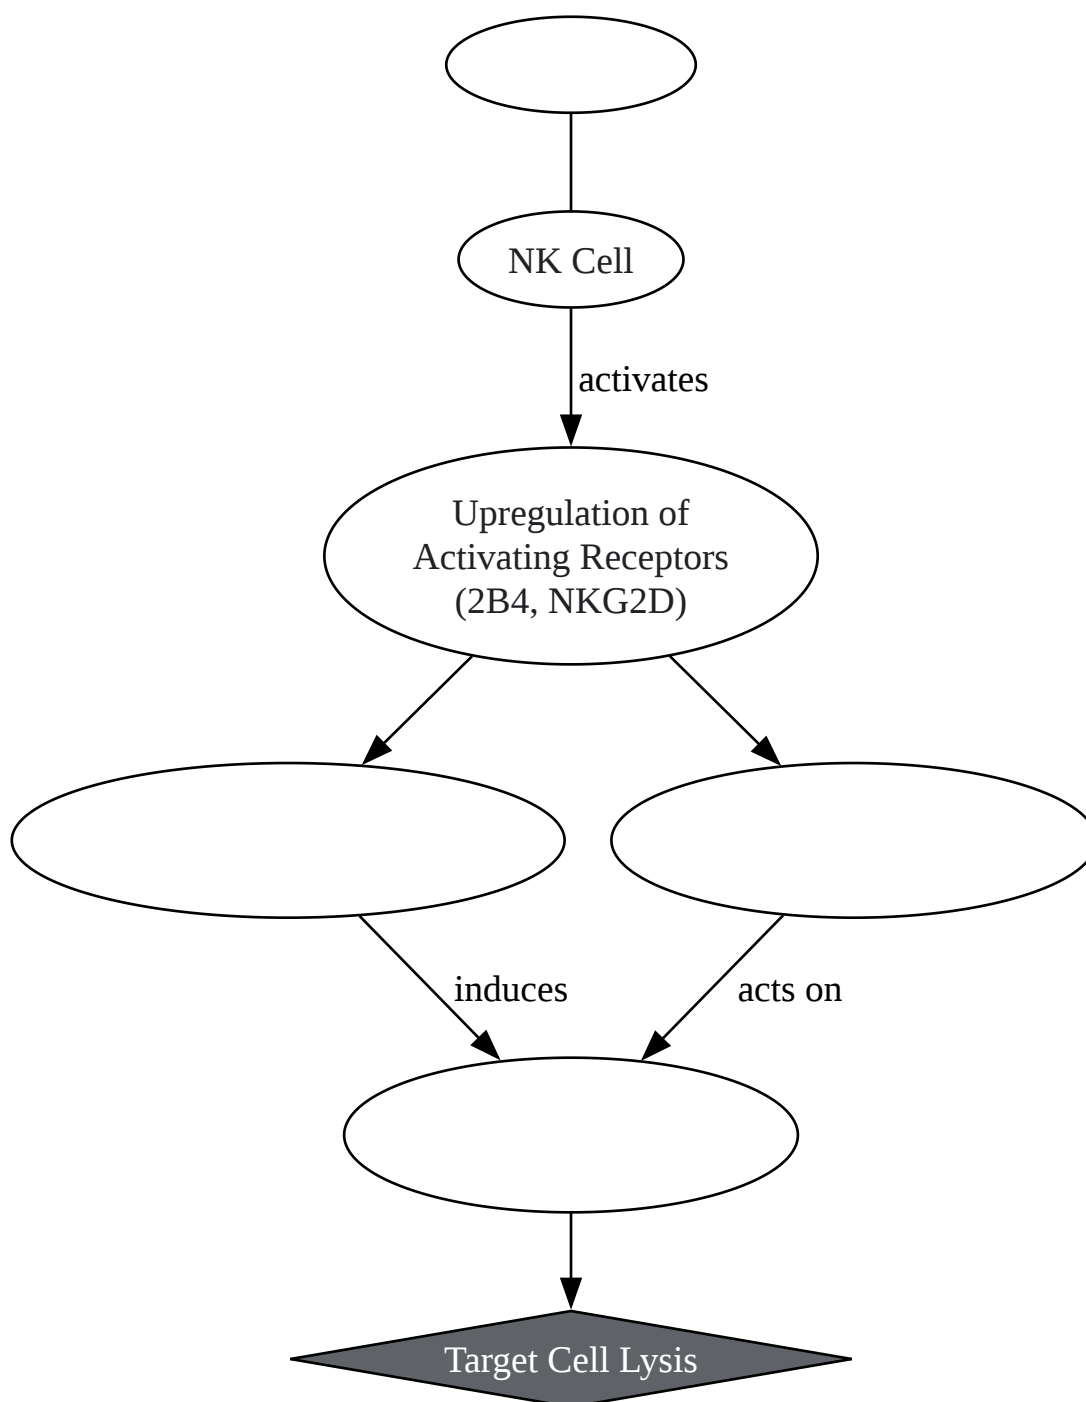 NK Cell
activates
Upregulation of
Activating Receptors
(2B4, NKG2D)
induces
acts on
Target Cell Lysis